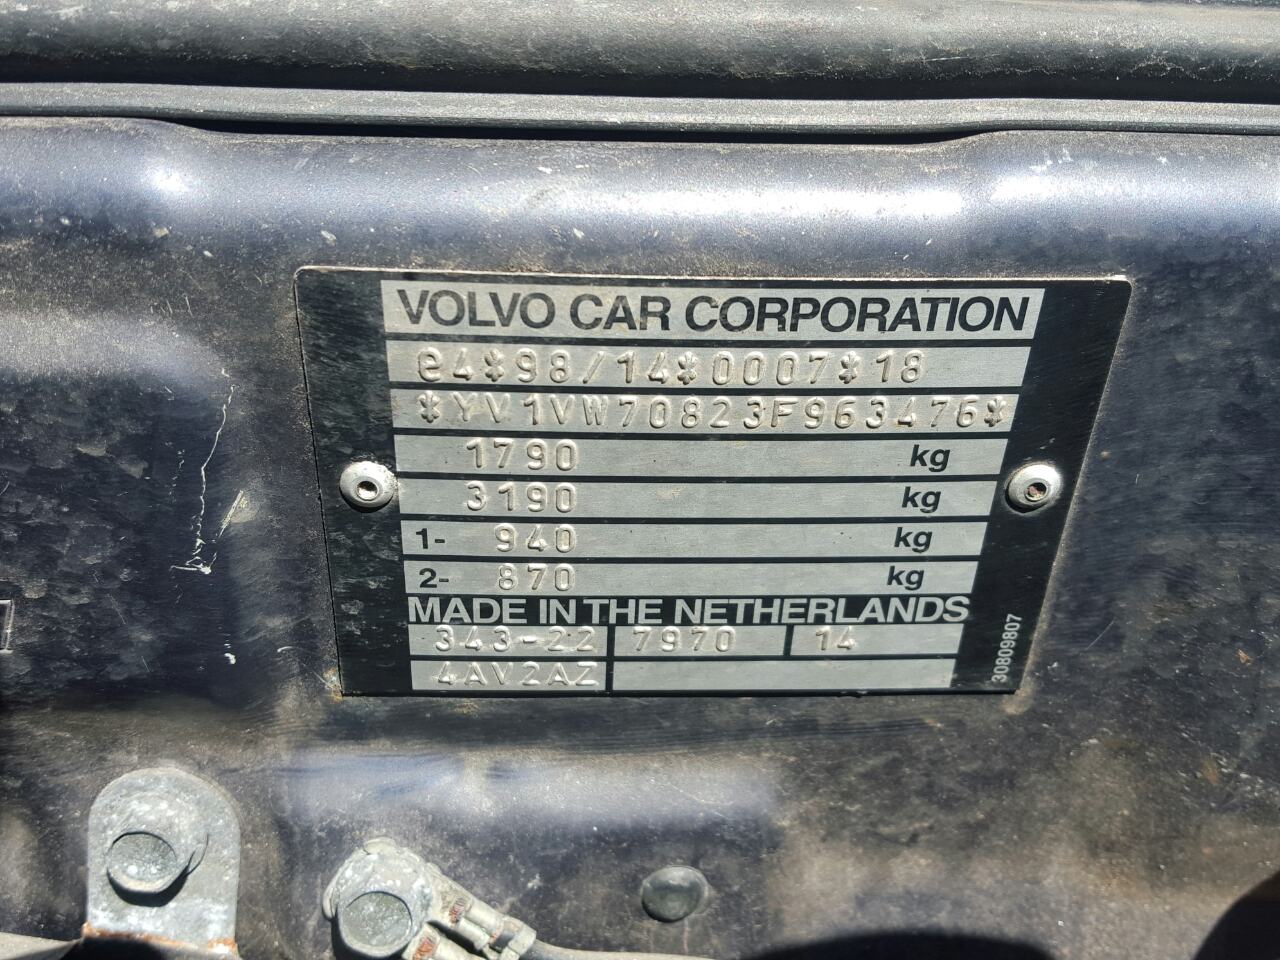 VOLVO CAR CORPORATION
e4*98/14*0007*18
*YV1VW70823F963476*
1790 kg
3190 kg
1- 940 kg
2- 870 kg
MADE IN THE NETHERLANDS
343-22 7970 14
4AV2AZ
30809807